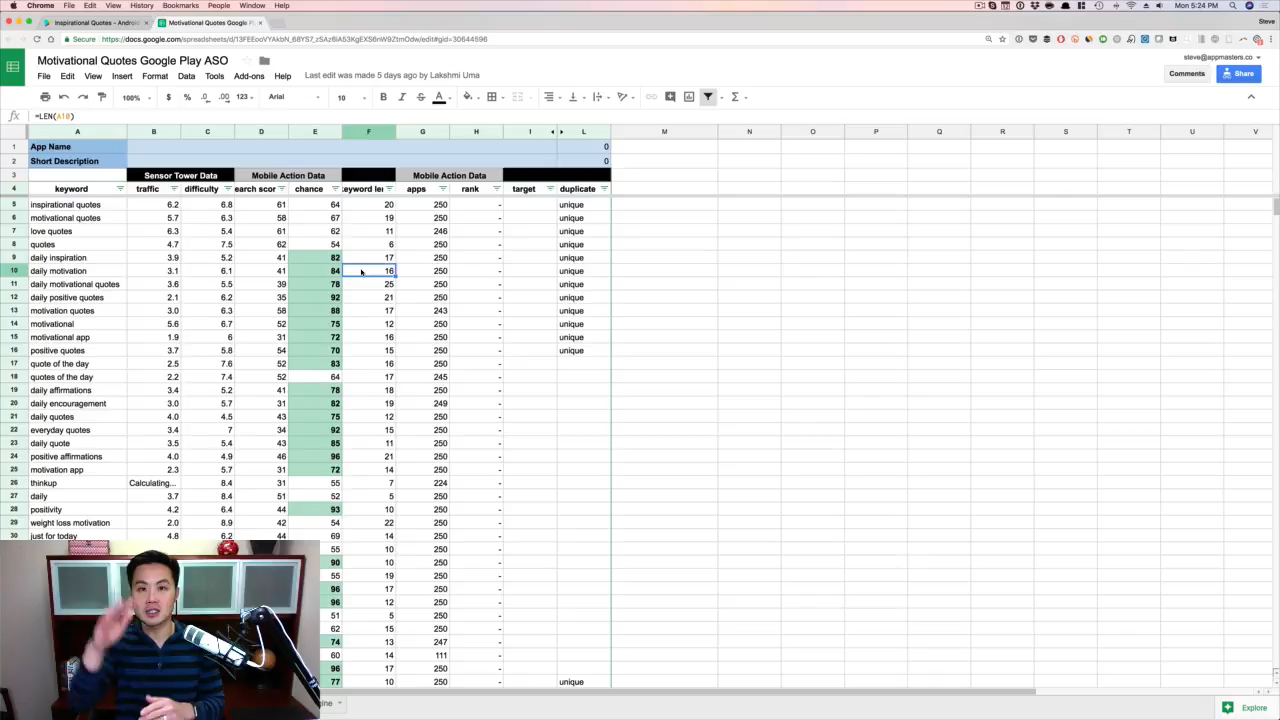 Chrome File Edit View History Bookmarks People Window Help Mon 5:24 PM
Inspirational Quotes - Android Motivational Quotes Google Pl Steve
Secure https://docs.google.com/spreadsheets/d/
Motivational Quotes Google Play ASO steve@appmasters.co
File Edit View Insert Format Data Tools Add-ons Help Last edit was made 5 days ago by Lakshmi Uma Comments Share
100% $ % .0 .00 123 Arial 10 B I S A
fx =LEN(A10)
A B C D E F G H I L M N O P Q R S T U V
1 App Name 0
2 Short Description 0
3 Sensor Tower Data Mobile Action Data Mobile Action Data
4 keyword traffic difficulty earch scor chance keyword ler apps rank target duplicate
5 inspirational quotes 6.2 6.8 61 64 20 250 - unique
6 motivational quotes 5.7 6.3 58 67 19 250 - unique
7 love quotes 6.3 5.4 61 62 11 246 - unique
8 quotes 4.7 7.5 62 54 6 250 - unique
9 daily inspiration 3.9 5.2 41 82 17 250 - unique
10 daily motivation 3.1 6.1 41 84 16 250 - unique
11 daily motivational quotes 3.6 5.5 39 78 25 250 - unique
12 daily positive quotes 2.1 6.2 35 92 21 250 - unique
13 motivation quotes 3.0 6.3 58 88 17 243 - unique
14 motivational 5.6 6.7 52 75 12 250 - unique
15 motivational app 1.9 6 31 72 16 250 - unique
16 positive quotes 3.7 5.8 54 70 15 250 - unique
17 quote of the day 2.5 7.6 52 83 16 250 -
18 quotes of the day 2.2 7.4 52 64 17 245 -
19 daily affirmations 3.4 5.2 41 78 18 250 -
20 daily encouragement 3.0 5.7 31 82 19 249 -
21 daily quotes 4.0 4.5 43 75 12 250 -
22 everyday quotes 3.4 7 34 92 15 250 -
23 daily quote 3.5 5.4 43 85 11 250 -
24 positive affirmations 4.0 4.9 46 96 21 250 -
25 motivation app 2.3 5.7 31 72 14 250 -
26 thinkup Calculating... 8.4 31 55 7 224 -
27 daily 3.7 8.4 51 52 5 250 -
28 positivity 4.2 6.4 44 93 10 250 -
29 weight loss motivation 2.0 8.9 42 54 22 250 -
30 just for today 4.8 6.2 44 69 14 250 -
55 10 250 -
90 10 250 -
55 19 250 -
96 17 250 -
96 12 250 -
51 5 250 -
62 15 250 -
74 13 247 -
60 14 111 -
96 17 250 -
77 10 250 - unique
Explore